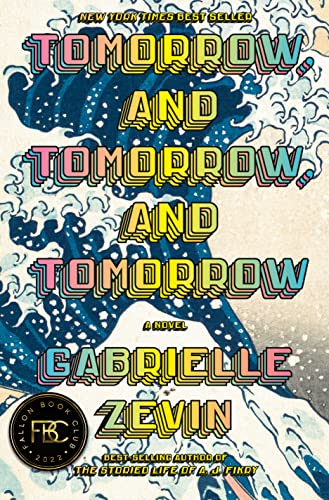 NEW YORK TIMES BEST SELLER
TOMORROW,
AND
TOMORROW,
AND
TOMORROW
A NOVEL
GABRIELLE
ZEVIN
FALLON BOOK CLUB
FBC
2022
BEST-SELLING AUTHOR OF
THE STORIED LIFE OF A. J. FIKRY